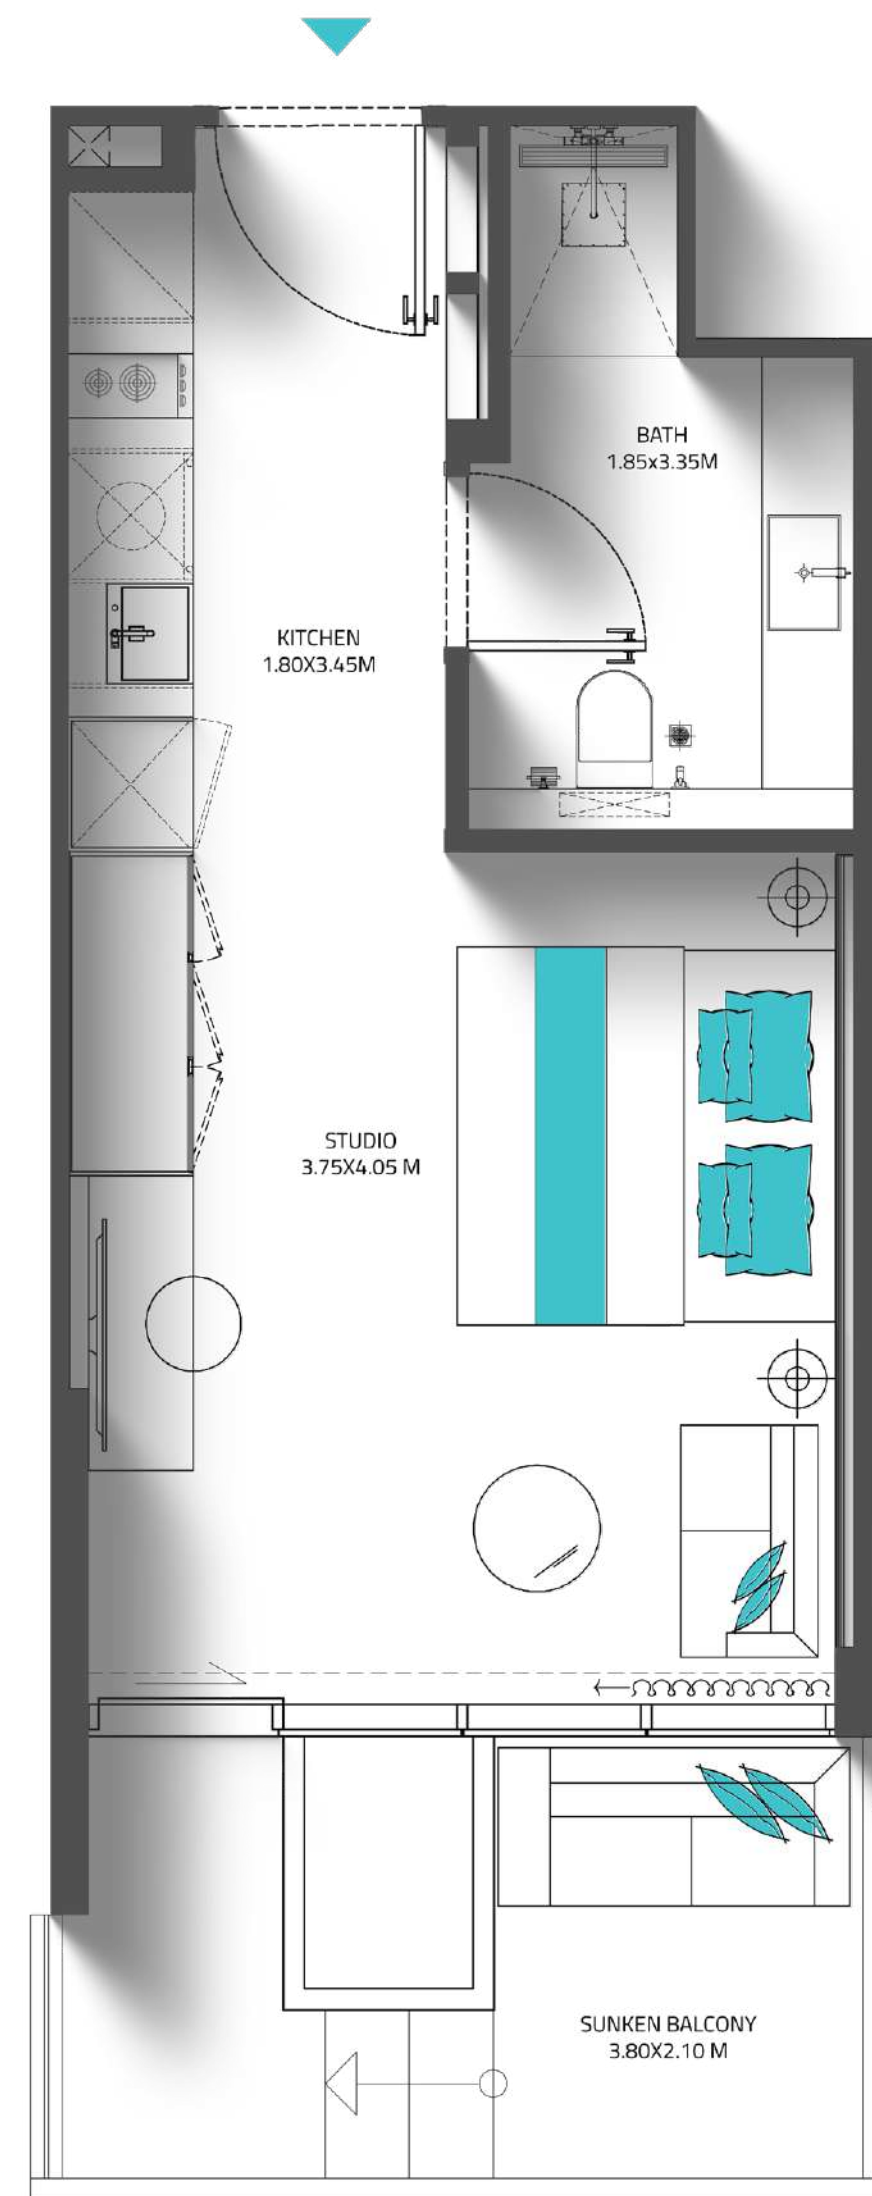 BATH
1.85x3.35M
KITCHEN
1.80X3.45M
STUDIO
3.75X4.05 M
SUNKEN BALCONY
3.80X2.10 M